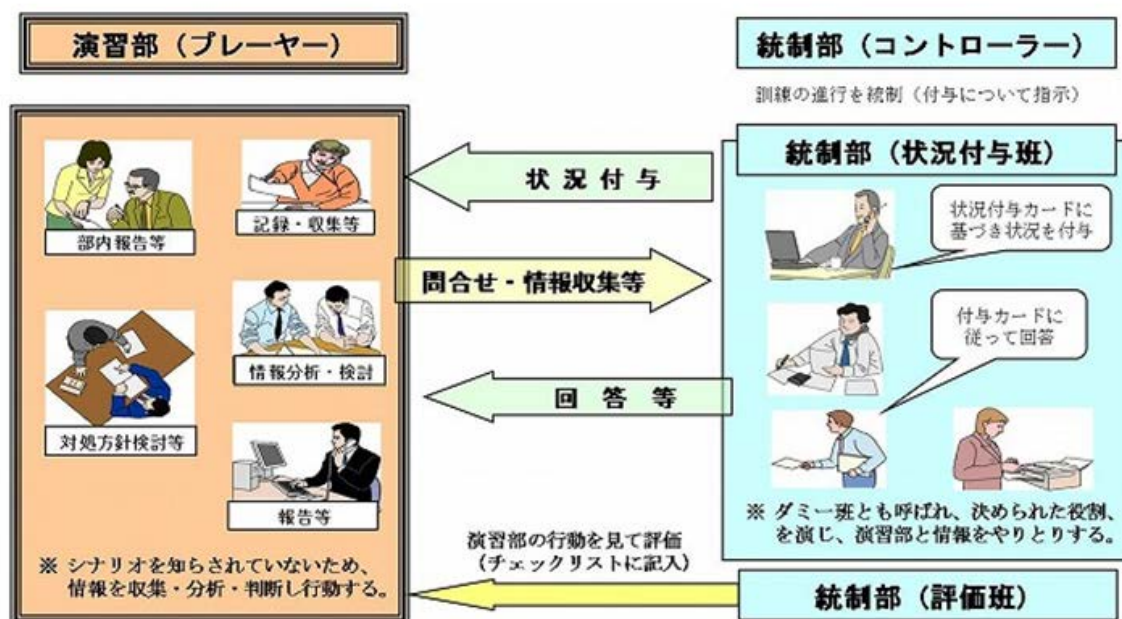 演習部（プレーヤー）
統制部（コントローラー）
訓練の進行を統制（付与について指示）
部内報告等
記録・収集等
対処方針検討等
情報分析・検討
報告等
※ シナリオを知らされていないため、
情報を収集・分析・判断し行動する。
状況付与
問合せ・情報収集等
回答等
演習部の行動を見て評価
（チェックリストに記入）
統制部（状況付与班）
状況付与カードに
基づき状況を付与
付与カードに
従って回答
※ ダミー班とも呼ばれ、決められた役割、
を演じ、演習部と情報をやりとりする。
統制部（評価班）